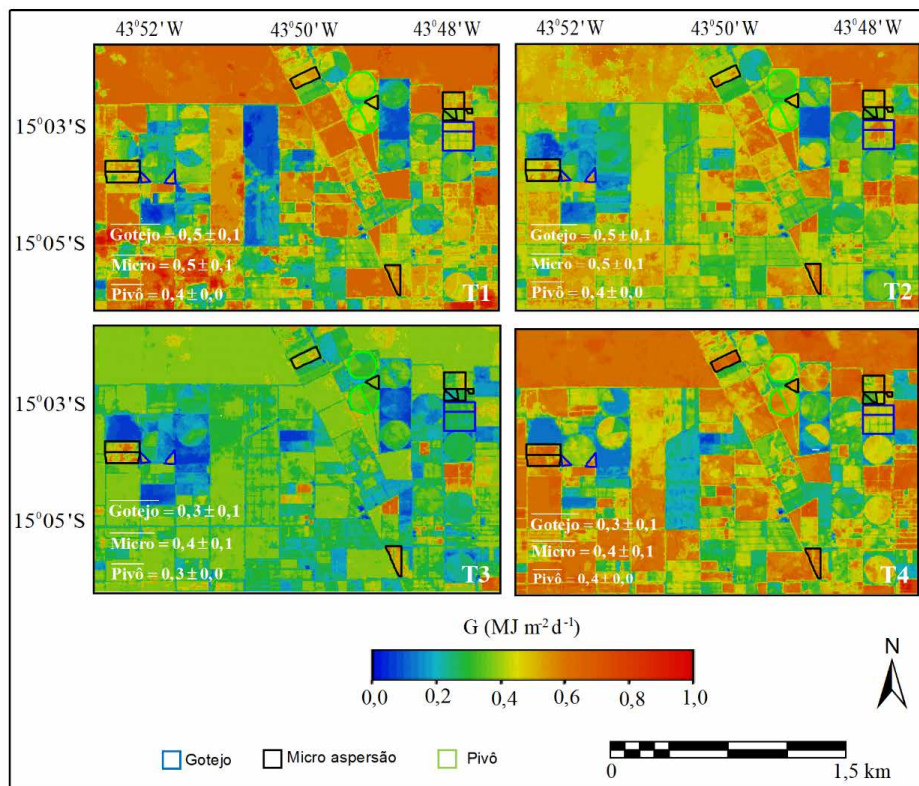 43°52' W 43°50' W 43°48' W 43°52' W 43°50' W 43°48' W
15°03'S
15°05'S
Gotejo = 0,5 ± 0,1
Micro = 0,5 ± 0,1
Pivô = 0,4 ± 0,0
T1
Gotejo = 0,5 ± 0,1
Micro = 0,5 ± 0,1
Pivô = 0,4 ± 0,0
T2
15°03'S
15°05'S
Gotejo = 0,3 ± 0,1
Micro = 0,4 ± 0,1
Pivô = 0,3 ± 0,0
T3
Gotejo = 0,3 ± 0,1
Micro = 0,4 ± 0,1
Pivô = 0,4 ± 0,0
T4
G (MJ m⁻² d⁻¹)
0,0 0,2 0,4 0,6 0,8 1,0
N
Gotejo Micro aspersão Pivô
0 1,5 km